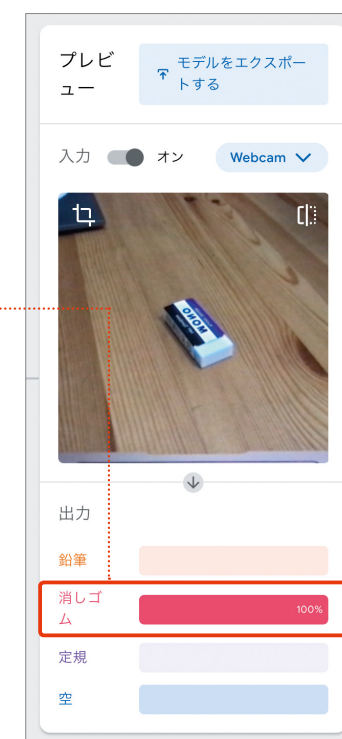 プレビ
ュー
モデルをエクスポー
トする
入力
オン
Webcam
MONO
出力
鉛筆
消しゴ
ム
100%
定規
空